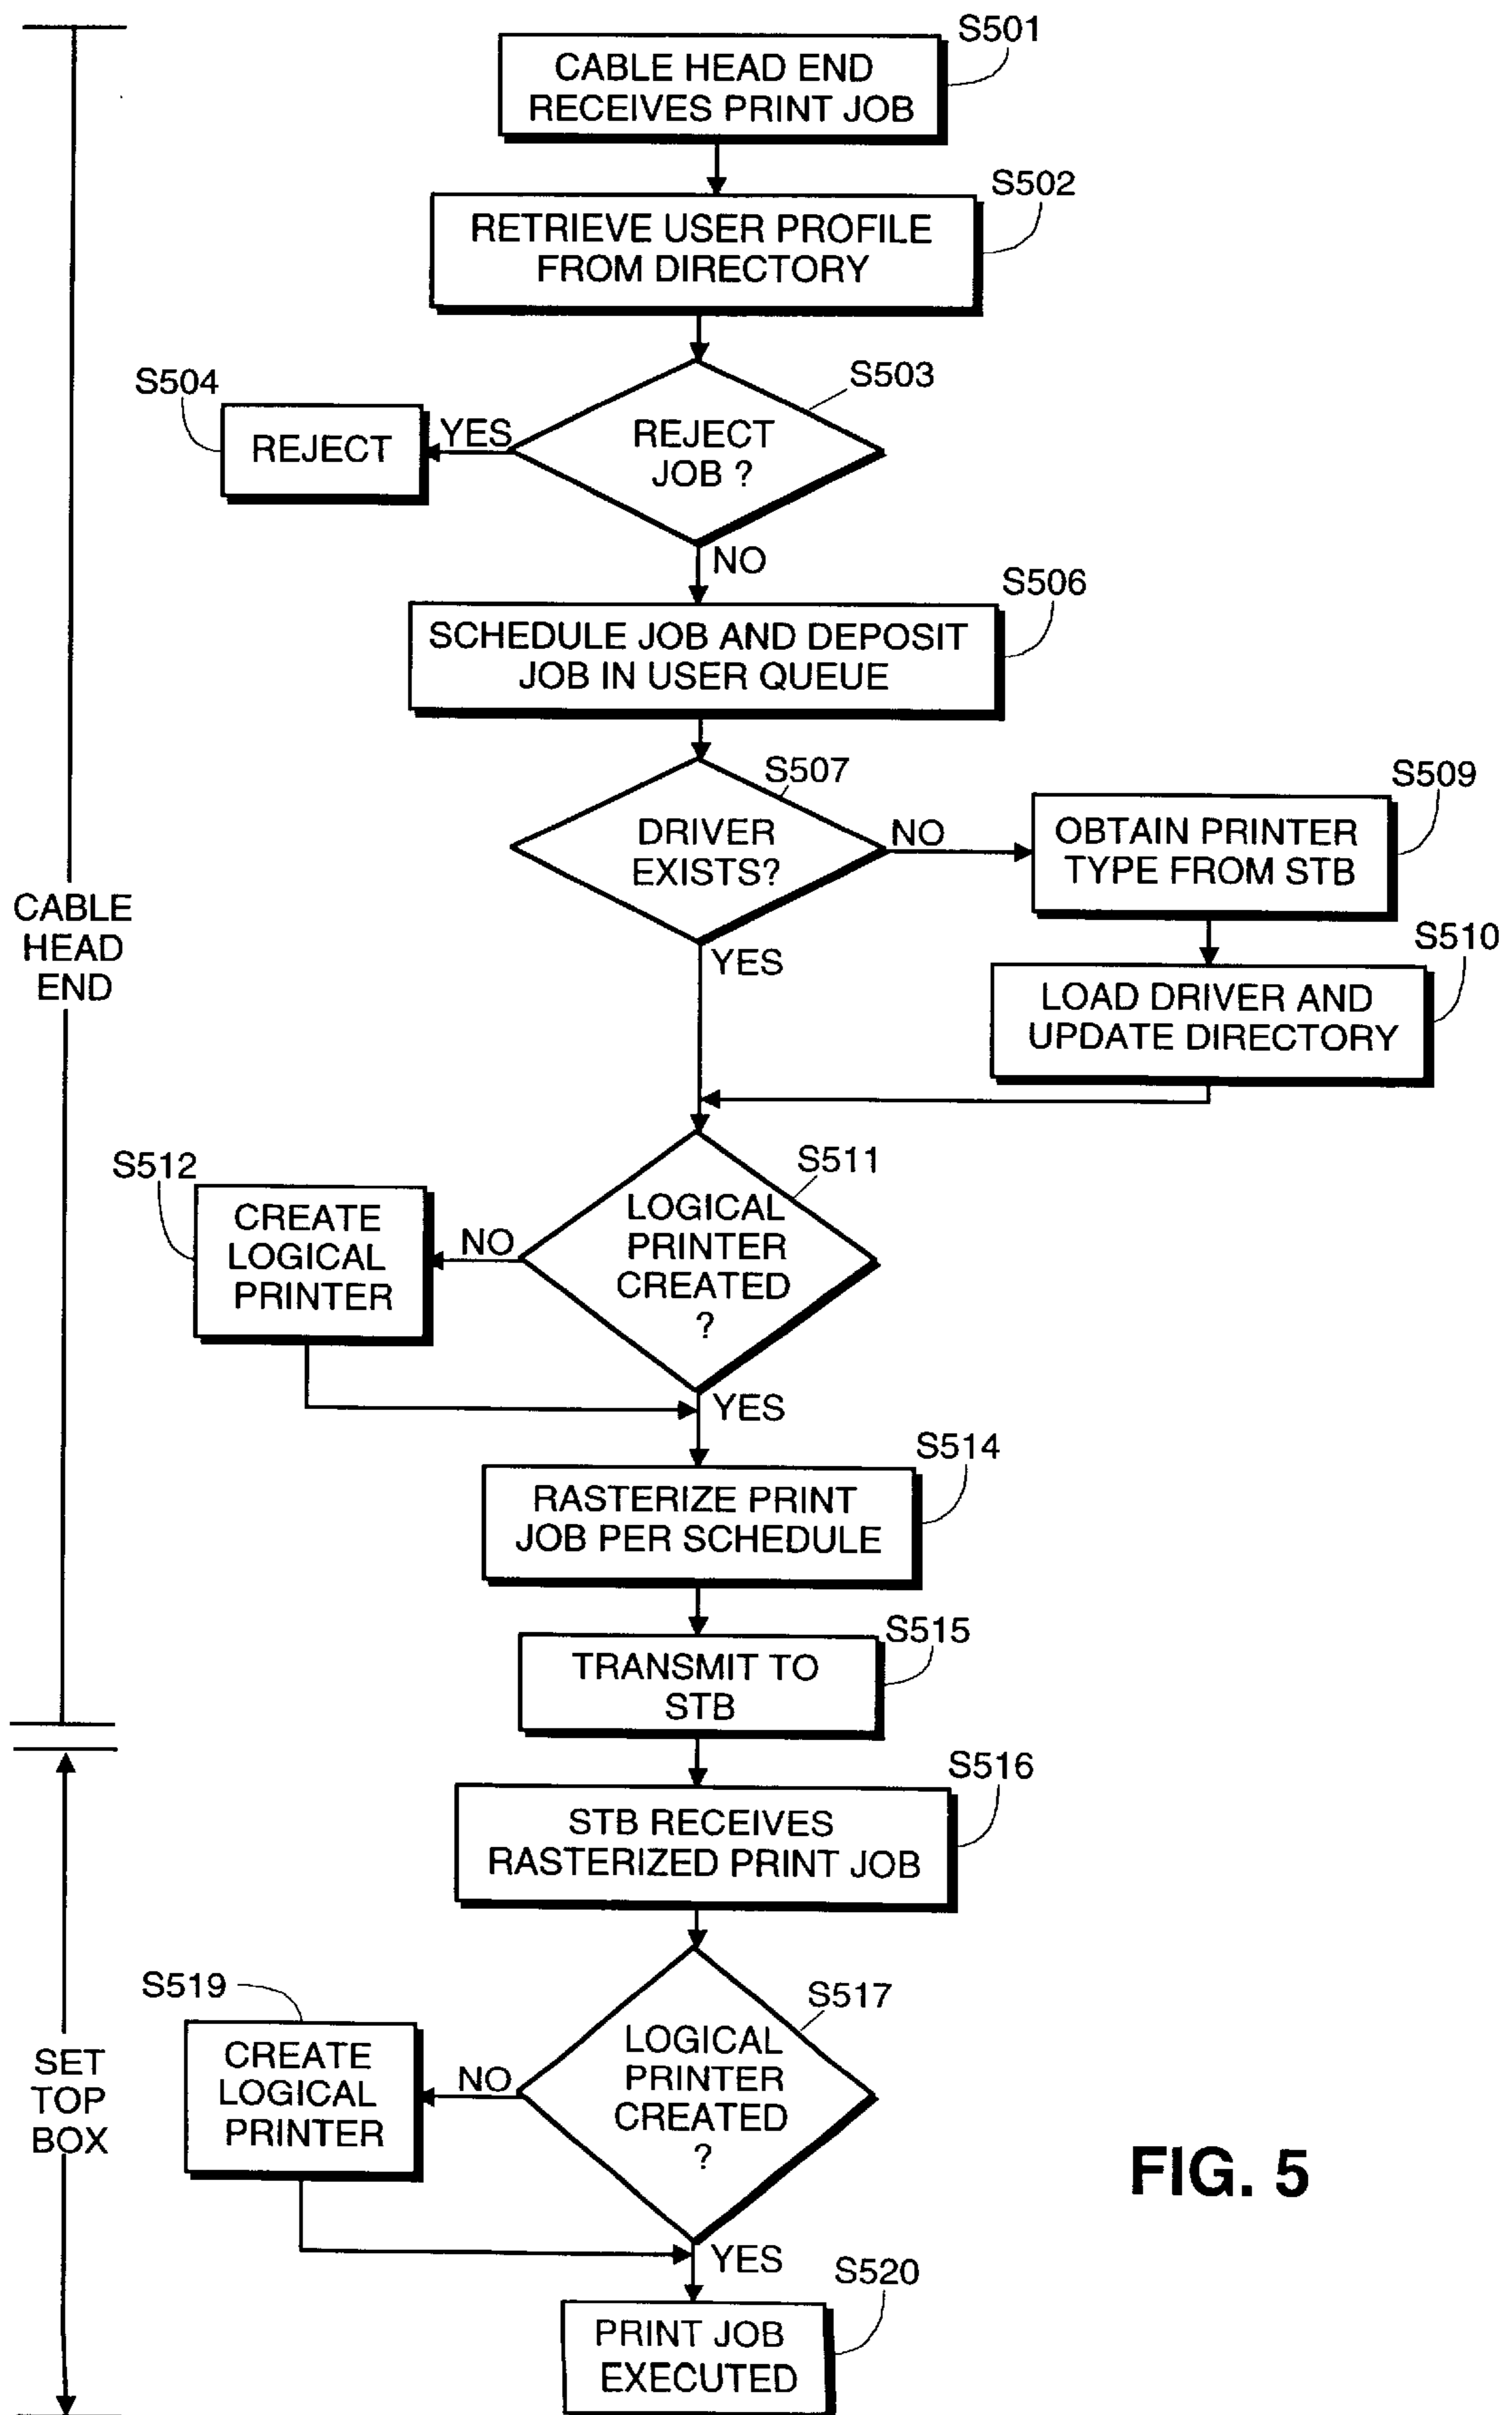 S501
CABLE HEAD END
RECEIVES PRINT JOB
S502
RETRIEVE USER PROFILE
FROM DIRECTORY
S503
REJECT
JOB ?
YES
S504
REJECT
NO
S506
SCHEDULE JOB AND DEPOSIT
JOB IN USER QUEUE
S507
DRIVER
EXISTS?
NO
S509
OBTAIN PRINTER
TYPE FROM STB
S510
LOAD DRIVER AND
UPDATE DIRECTORY
YES
CABLE
HEAD
END
S511
LOGICAL
PRINTER
CREATED
?
NO
S512
CREATE
LOGICAL
PRINTER
YES
S514
RASTERIZE PRINT
JOB PER SCHEDULE
S515
TRANSMIT TO
STB
S516
STB RECEIVES
RASTERIZED PRINT JOB
S517
LOGICAL
PRINTER
CREATED
?
NO
S519
CREATE
LOGICAL
PRINTER
SET
TOP
BOX
YES
S520
PRINT JOB
EXECUTED
FIG. 5